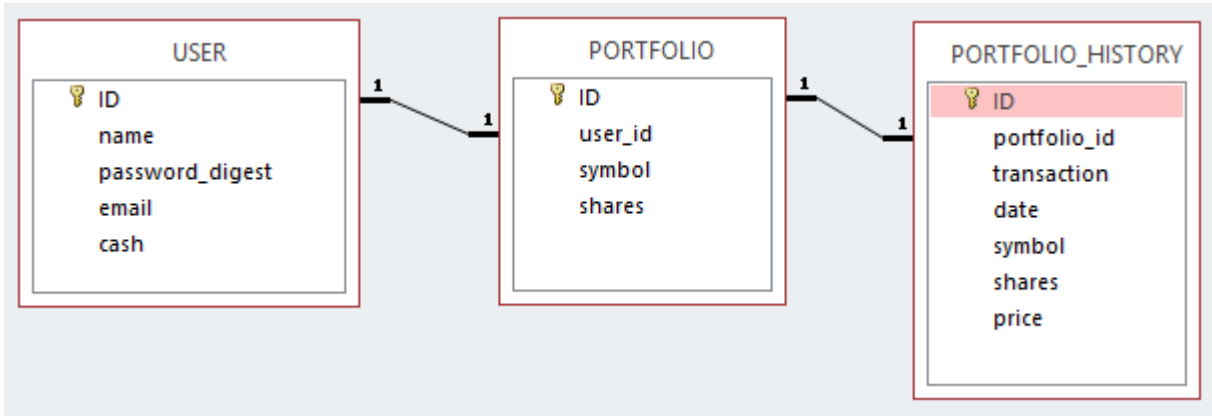 USER
ID
name
password_digest
email
cash
1
1
PORTFOLIO
ID
user_id
symbol
shares
1
1
PORTFOLIO_HISTORY
ID
portfolio_id
transaction
date
symbol
shares
price